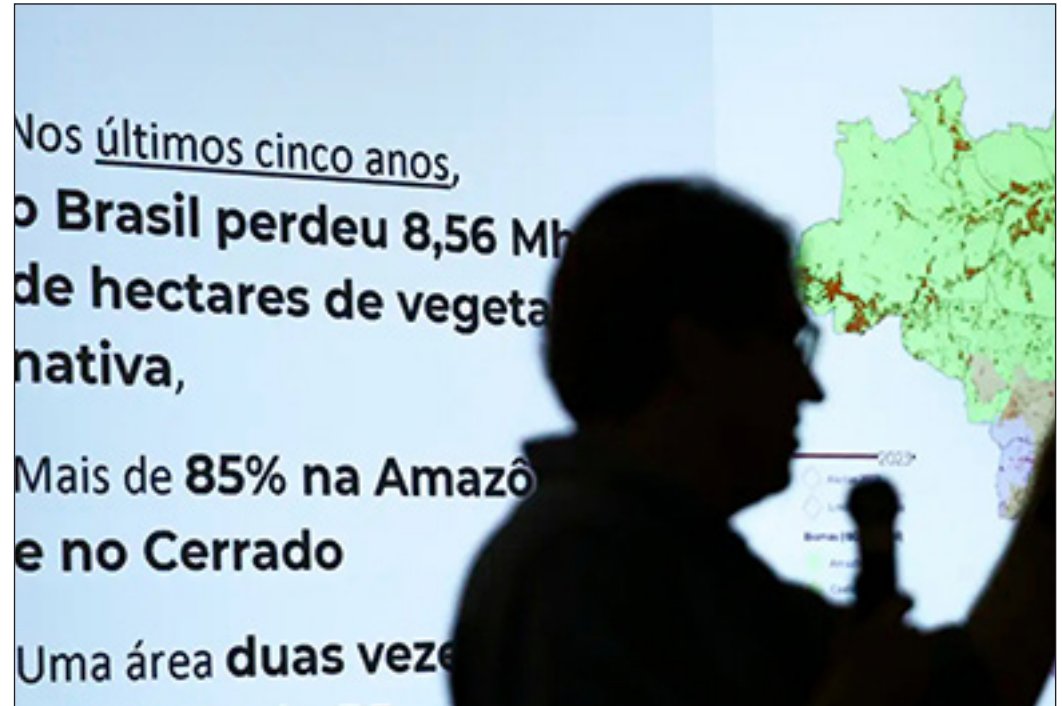 Nos últimos cinco anos,
o Brasil perdeu 8,56 Mh
de hectares de vegeta
nativa,
Mais de 85% na Amazô
e no Cerrado
Uma área duas veze
2023